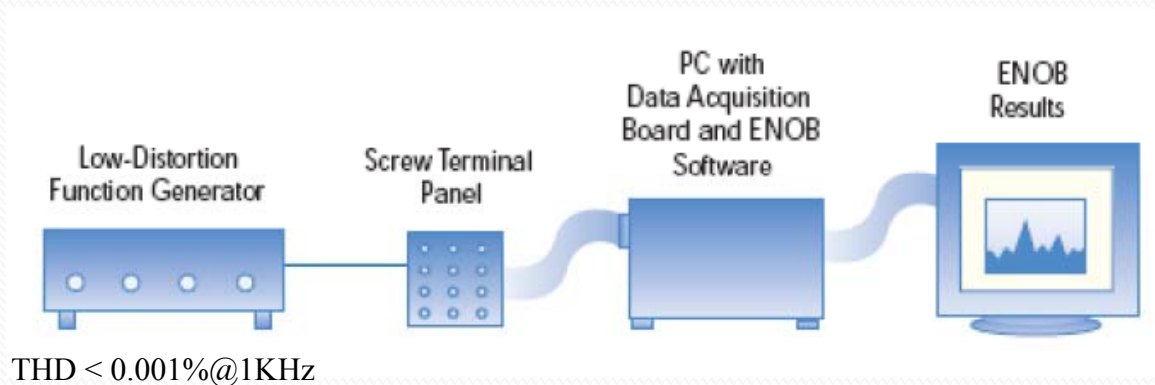 Low-Distortion
Function Generator
Screw Terminal
Panel
PC with
Data Acquisition
Board and ENOB
Software
ENOB
Results
THD < 0.001%@1KHz